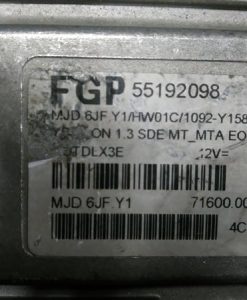 FGP 55192098
MJD 6JF.Y1/HW01C/1092-Y158
ON 1.3 SDE MT_MTA EO
TDLX3E 12V=
MJD 6JF.Y1 71600.00
4C